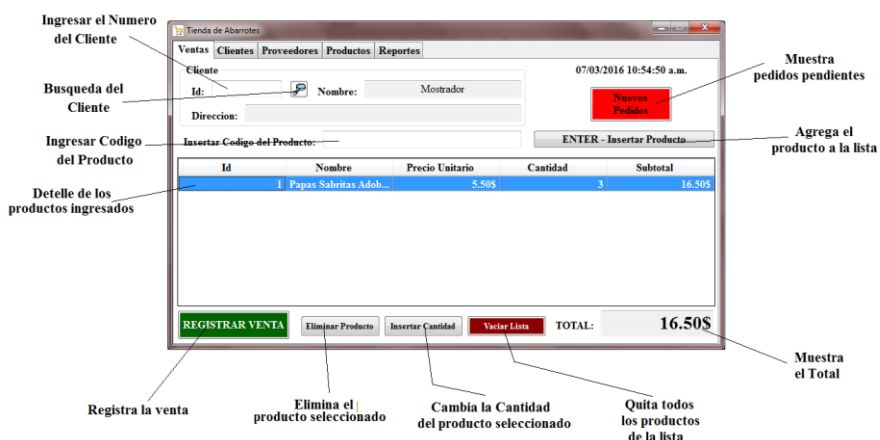 Ingresar el Numero
del Cliente
Busqueda del
Cliente
Ingresar Codigo
del Producto
Detelle de los
productos ingresados
Tienda de Abarrotes
Ventas Clientes Proveedores Productos Reportes
Cliente
07/03/2016 10:54:50 a.m.
Id:
Nombre: Mostrador
Nuevos
Pedidos
Direccion:
Insertar Codigo del Producto:
ENTER - Insertar Producto
Id Nombre Precio Unitario Cantidad Subtotal
1 Papas Sabritas Adob... 5.50$ 3 16.50$
REGISTRAR VENTA Eliminar Producto Insertar Cantidad Vaciar Lista TOTAL: 16.50$
Muestra
pedidos pendientes
Agrega el
producto a la lista
Muestra
el Total
Registra la venta
Elimina el
producto seleccionado
Cambia la Cantidad
del producto seleccionado
Quita todos
los productos
de la lista